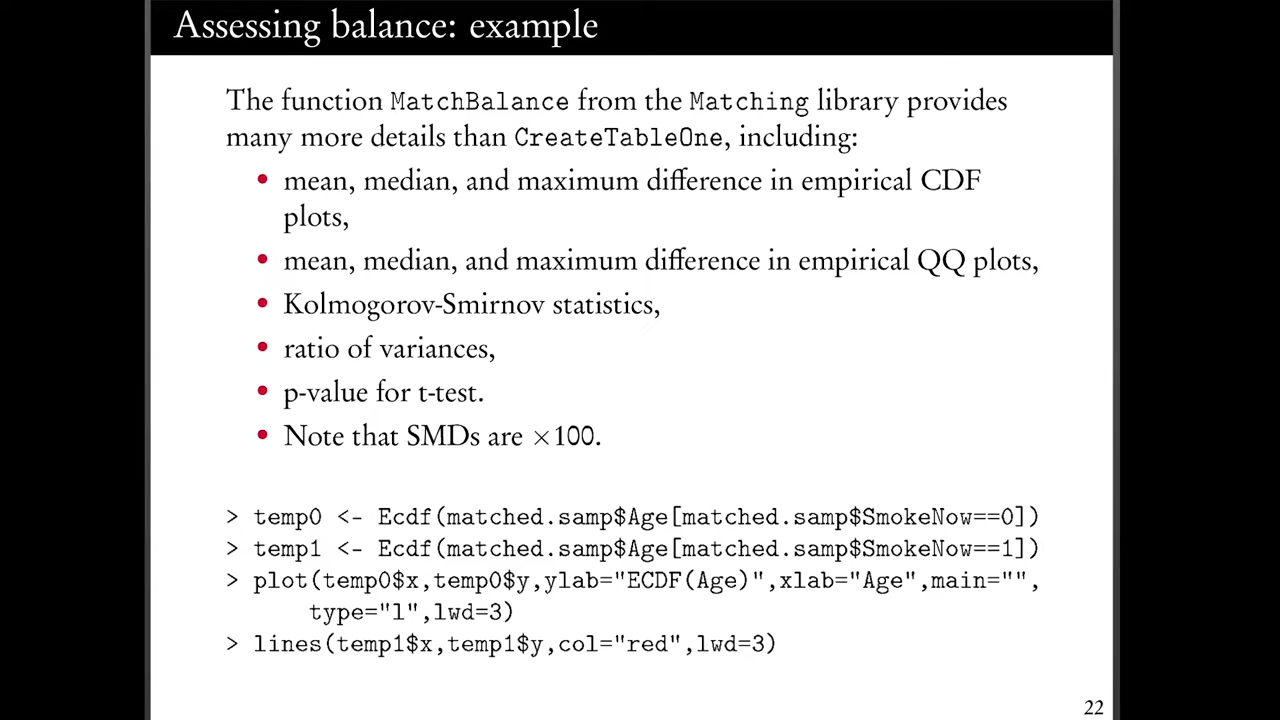 Assessing balance: example
The function MatchBalance from the Matching library provides
many more details than CreateTableOne, including:
• mean, median, and maximum difference in empirical CDF
plots,
• mean, median, and maximum difference in empirical QQ plots,
• Kolmogorov-Smirnov statistics,
• ratio of variances,
• p-value for t-test.
• Note that SMDs are ×100.
> temp0 <- Ecdf(matched.samp$Age[matched.samp$SmokeNow==0])
> temp1 <- Ecdf(matched.samp$Age[matched.samp$SmokeNow==1])
> plot(temp0$x,temp0$y,ylab="ECDF(Age)",xlab="Age",main="",
type="l",lwd=3)
> lines(temp1$x,temp1$y,col="red",lwd=3)
22